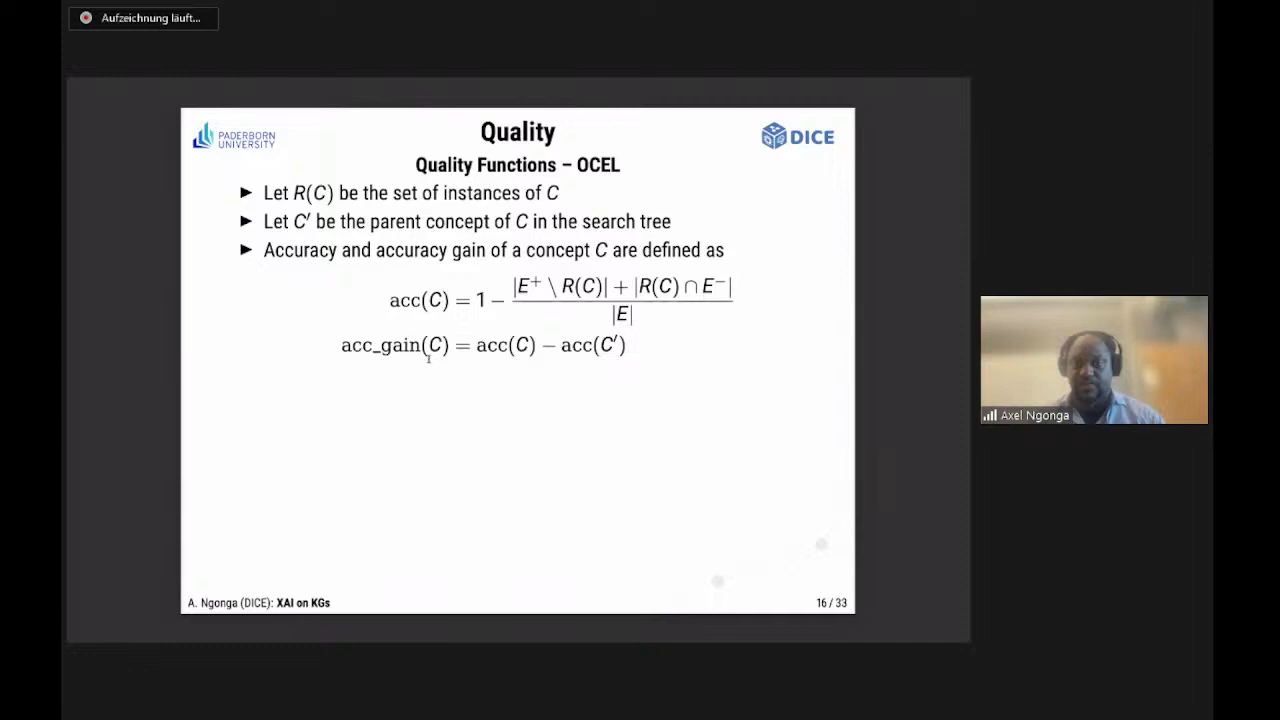 Aufzeichnung läuft...
PADERBORN
UNIVERSITY
Quality
DICE
Quality Functions – OCEL
► Let R(C) be the set of instances of C
► Let C′ be the parent concept of C in the search tree
► Accuracy and accuracy gain of a concept C are defined as
acc(C) = 1 − |E⁺ \ R(C)| + |R(C) ∩ E⁻| / |E|
acc_gain(C) = acc(C) − acc(C′)
Axel Ngonga
A. Ngonga (DICE): XAI on KGs
16 / 33